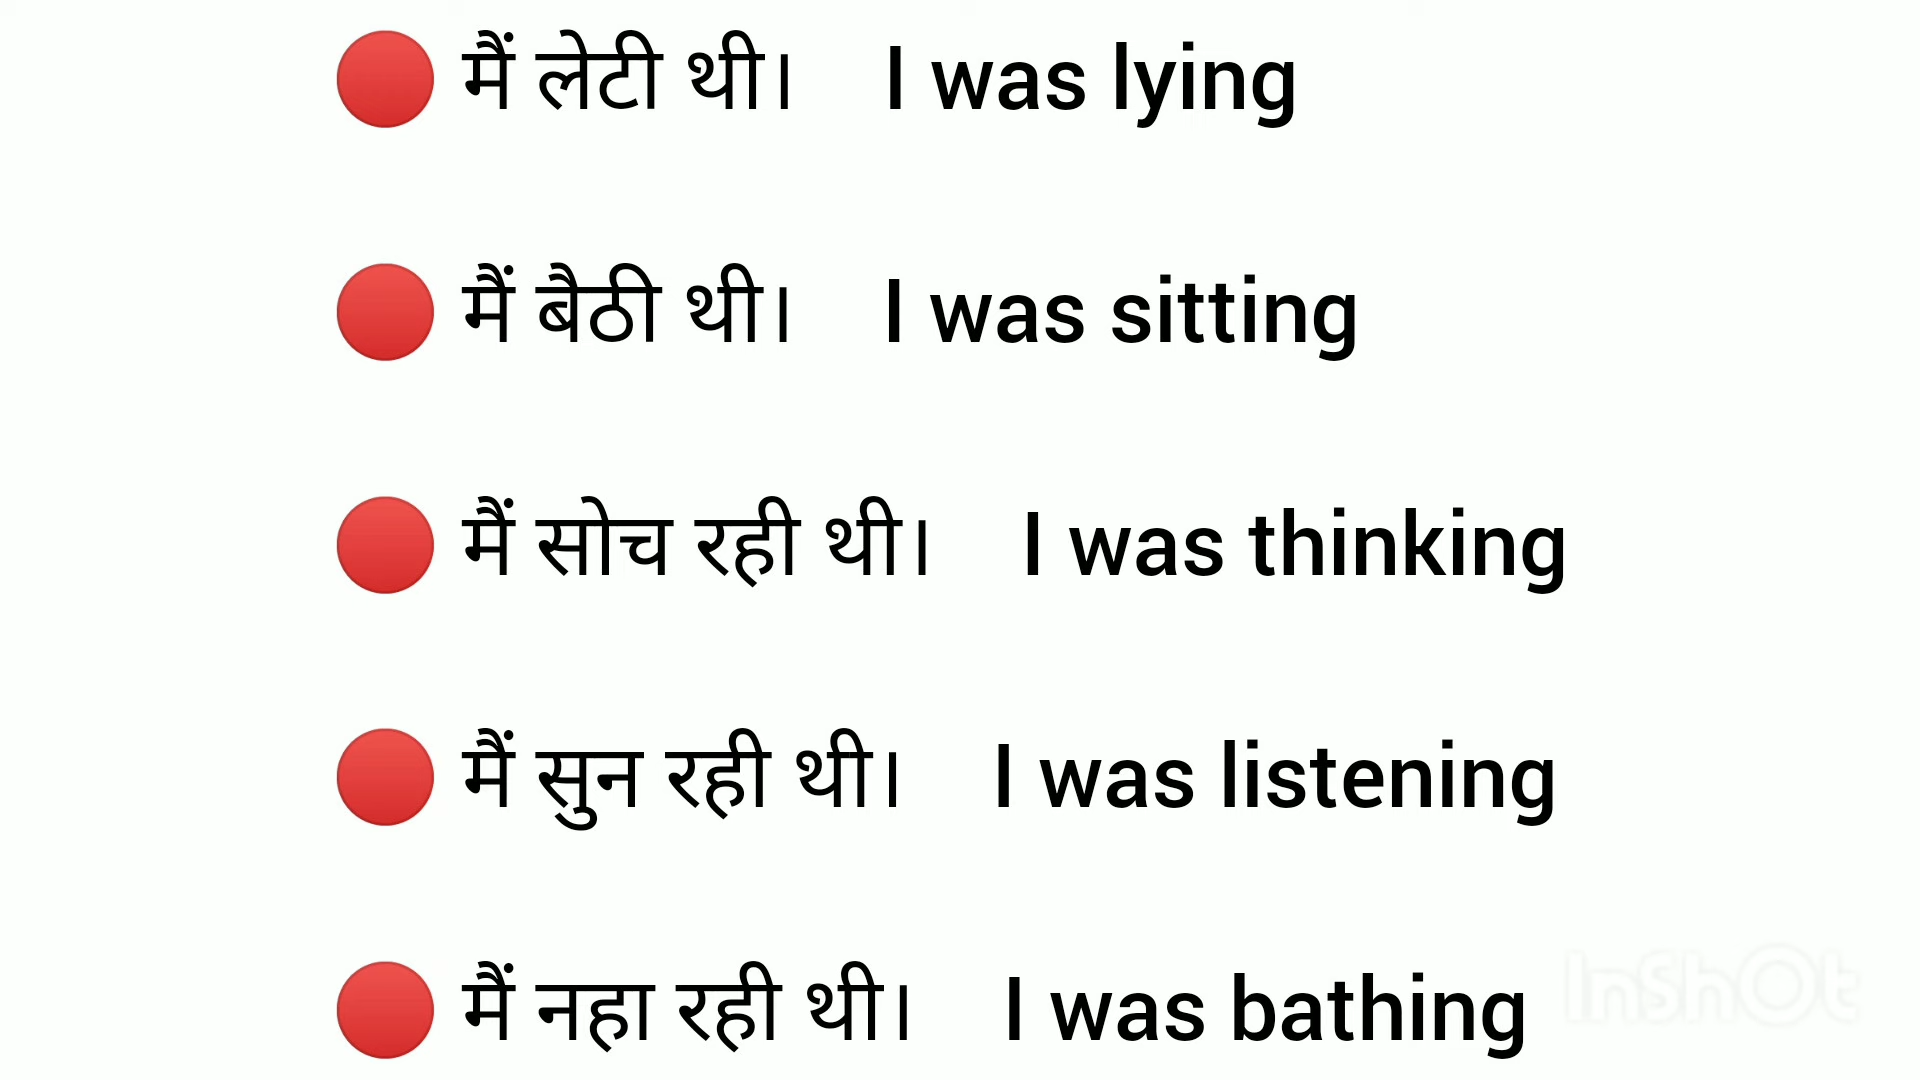 🔴 मैं लेटी थी। I was lying
🔴 मैं बैठी थी। I was sitting
🔴 मैं सोच रही थी। I was thinking
🔴 मैं सुन रही थी। I was listening
🔴 मैं नहा रही थी। I was bathing
InShOt